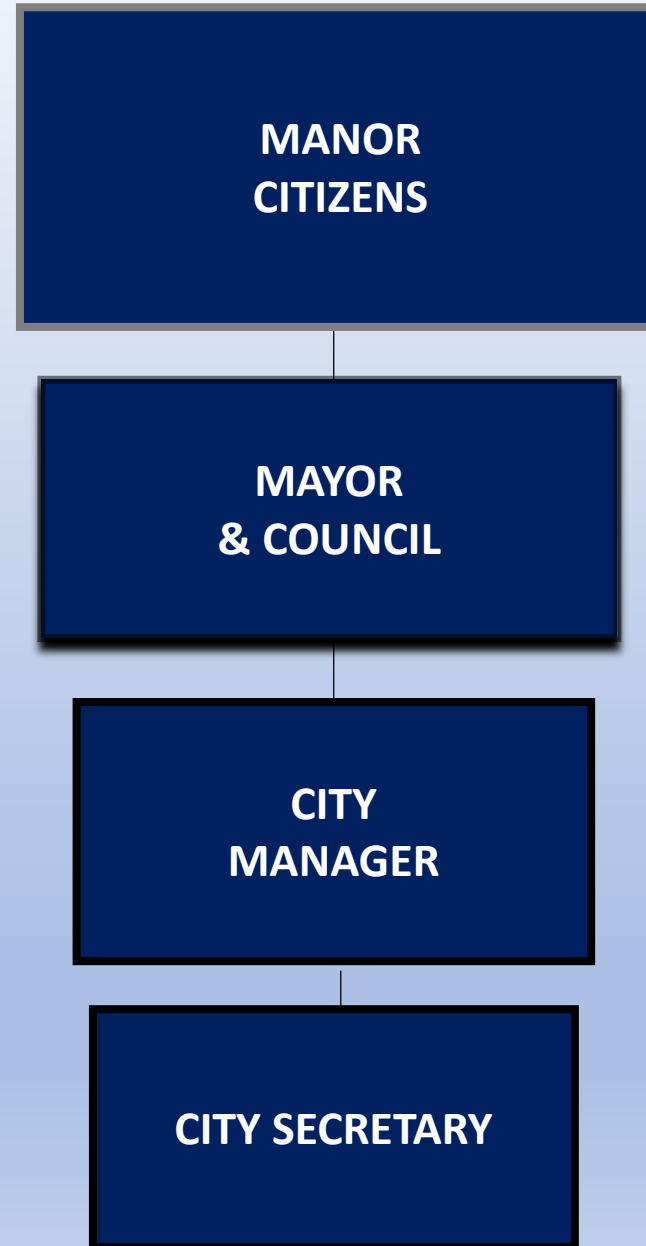 MANOR
CITIZENS
MAYOR
& COUNCIL
CITY
MANAGER
CITY SECRETARY